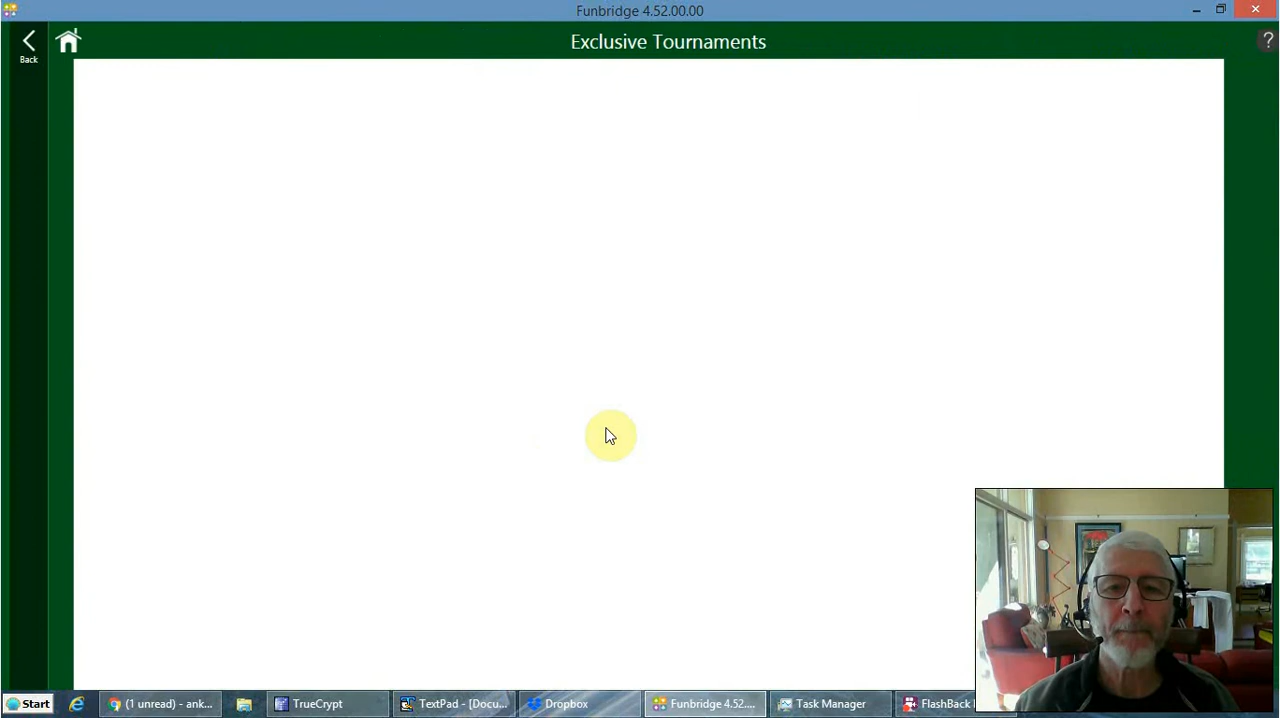 Funbridge 4.52.00.00
Exclusive Tournaments
?
Back
Start
(1 unread) - ank...
TrueCrypt
TextPad - [Docu...
Dropbox
Funbridge 4.52....
Task Manager
FlashBack